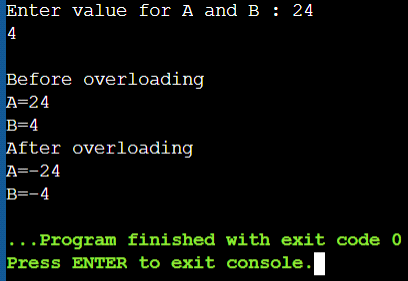 Enter value for A and B : 24
4
Before overloading
A=24
B=4
After overloading
A=-24
B=-4
...Program finished with exit code 0
Press ENTER to exit console.